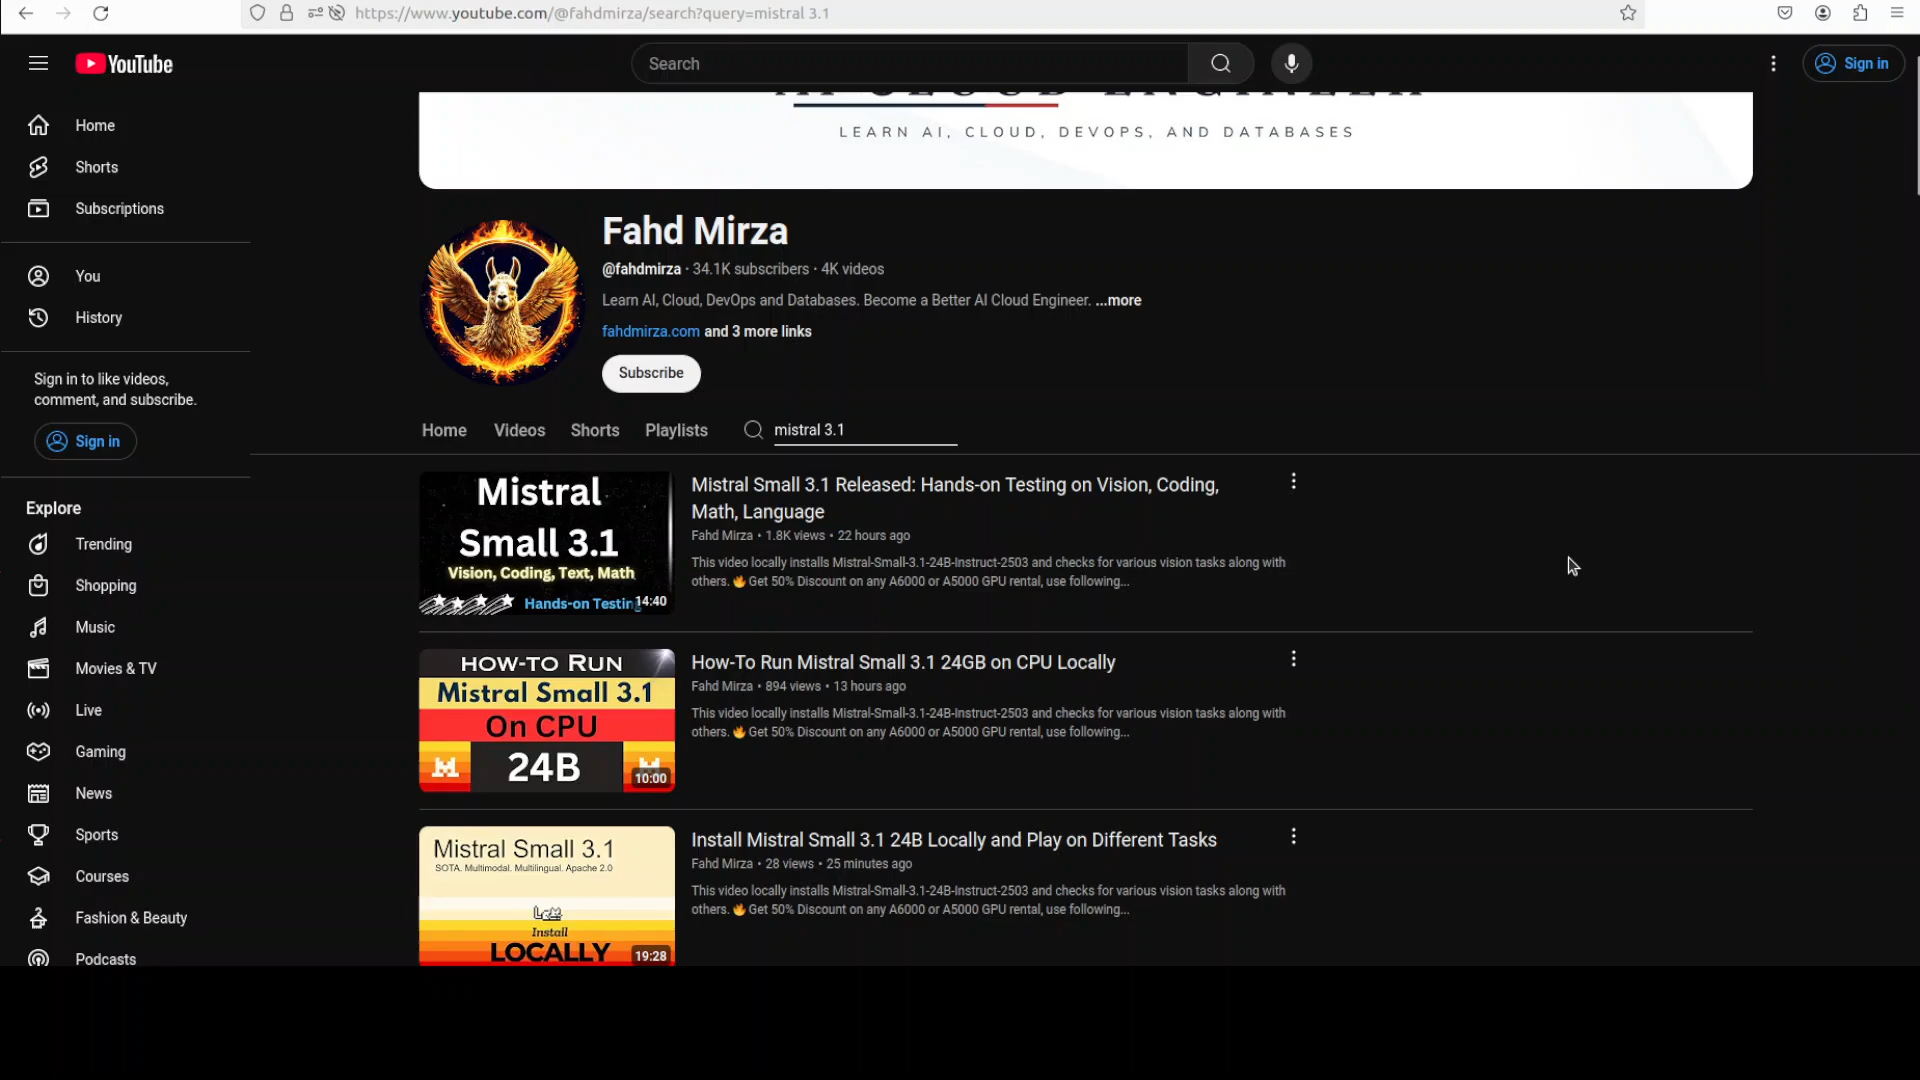 https://www.youtube.com/@fahdmirza/search?query=mistral 3.1
YouTube
Search
Sign in
Home
Shorts
Subscriptions
You
History
Sign in to like videos,
comment, and subscribe.
Sign in
Explore
Trending
Shopping
Music
Movies & TV
Live
Gaming
News
Sports
Courses
Fashion & Beauty
Podcasts
AI CLOUD ENGINEER
LEARN AI, CLOUD, DEVOPS, AND DATABASES
Fahd Mirza
@fahdmirza · 34.1K subscribers · 4K videos
Learn AI, Cloud, DevOps and Databases. Become a Better AI Cloud Engineer. ...more
fahdmirza.com and 3 more links
Subscribe
Home Videos Shorts Playlists mistral 3.1
Mistral
Small 3.1
Vision, Coding, Text, Math
Hands-on Testin
14:40
Mistral Small 3.1 Released: Hands-on Testing on Vision, Coding,
Math, Language
Fahd Mirza • 1.8K views • 22 hours ago
This video locally installs Mistral-Small-3.1-24B-Instruct-2503 and checks for various vision tasks along with
others. 🔥Get 50% Discount on any A6000 or A5000 GPU rental, use following...
HOW-TO RUN
Mistral Small 3.1
On CPU
24B
10:00
How-To Run Mistral Small 3.1 24GB on CPU Locally
Fahd Mirza • 894 views • 13 hours ago
This video locally installs Mistral-Small-3.1-24B-Instruct-2503 and checks for various vision tasks along with
others. 🔥Get 50% Discount on any A6000 or A5000 GPU rental, use following...
Mistral Small 3.1
SOTA. Multimodal. Multilingual. Apache 2.0
Install
LOCALLY
19:28
Install Mistral Small 3.1 24B Locally and Play on Different Tasks
Fahd Mirza • 28 views • 25 minutes ago
This video locally installs Mistral-Small-3.1-24B-Instruct-2503 and checks for various vision tasks along with
others. 🔥Get 50% Discount on any A6000 or A5000 GPU rental, use following...